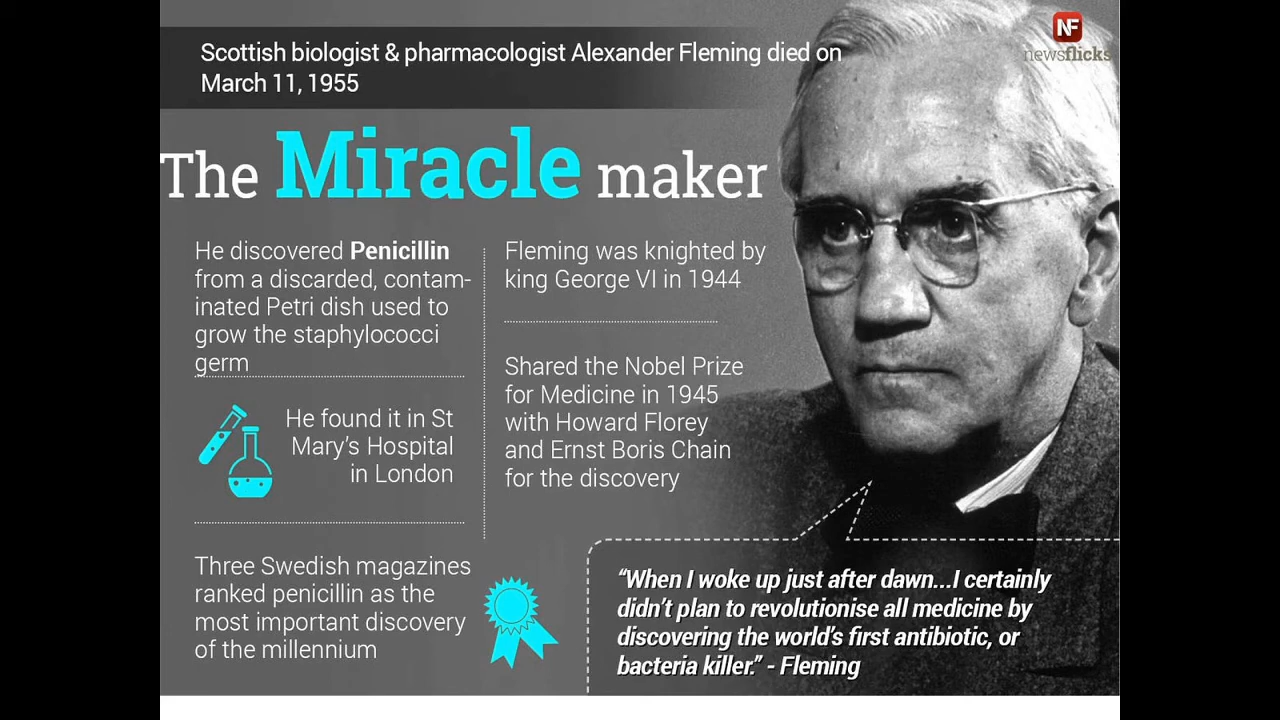 NF
newsflicks
Scottish biologist & pharmacologist Alexander Fleming died on
March 11, 1955
The Miracle maker
He discovered Penicillin
from a discarded, contam-
inated Petri dish used to
grow the staphylococci
germ
He found it in St
Mary's Hospital
in London
Three Swedish magazines
ranked penicillin as the
most important discovery
of the millennium
Fleming was knighted by
king George VI in 1944
Shared the Nobel Prize
for Medicine in 1945
with Howard Florey
and Ernst Boris Chain
for the discovery
“When I woke up just after dawn...I certainly
didn't plan to revolutionise all medicine by
discovering the world's first antibiotic, or
bacteria killer.” - Fleming